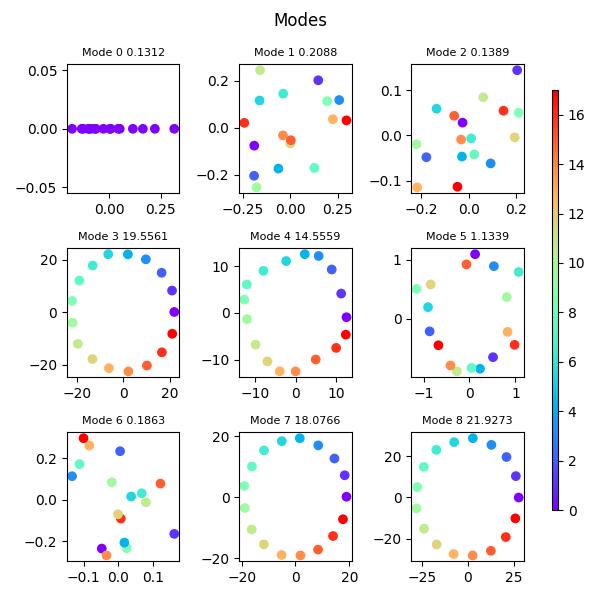 Modes
Mode 0 0.1312
Mode 1 0.2088
Mode 2 0.1389
0.05
0.00
−0.05
0.00 0.25
0.2
0.0
−0.2
−0.25 0.00 0.25
0.1
0.0
−0.1
−0.2 0.0 0.2
Mode 3 19.5561
Mode 4 14.5559
Mode 5 1.1339
20
0
−20
−20 0 20
10
0
−10
−10 0 10
1
0
−1 0 1
Mode 6 0.1863
Mode 7 18.0766
Mode 8 21.9273
0.2
0.0
−0.2
−0.1 0.0 0.1
20
0
−20
−20 0 20
20
0
−20
−25 0 25
16
14
12
10
8
6
4
2
0